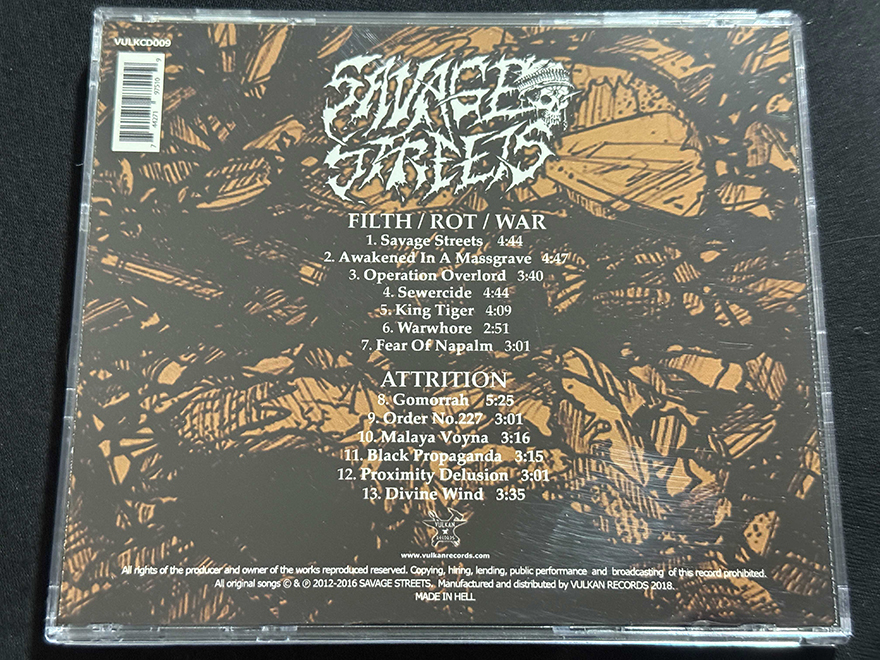 VULKCD009
SAVAGE
STREETS
FILTH / ROT / WAR
1. Savage Streets 4:44
2. Awakened In A Massgrave 4:47
3. Operation Overlord 3:40
4. Sewercide 4:44
5. King Tiger 4:09
6. Warwhore 2:51
7. Fear Of Napalm 3:01
ATTRITION
8. Gomorrah 5:25
9. Order No.227 3:01
10. Malaya Voyna 3:16
11. Black Propaganda 3:15
12. Proximity Delusion 3:01
13. Divine Wind 3:35
VULKAN
RECORDS
www.vulkanrecords.com
All rights of the producer and owner of the works reproduced reserved. Copying, hiring, lending, public performance and broadcasting of this record prohibited.
All original songs © & ℗ 2012-2016 SAVAGE STREETS. Manufactured and distributed by VULKAN RECORDS 2018.
MADE IN HELL